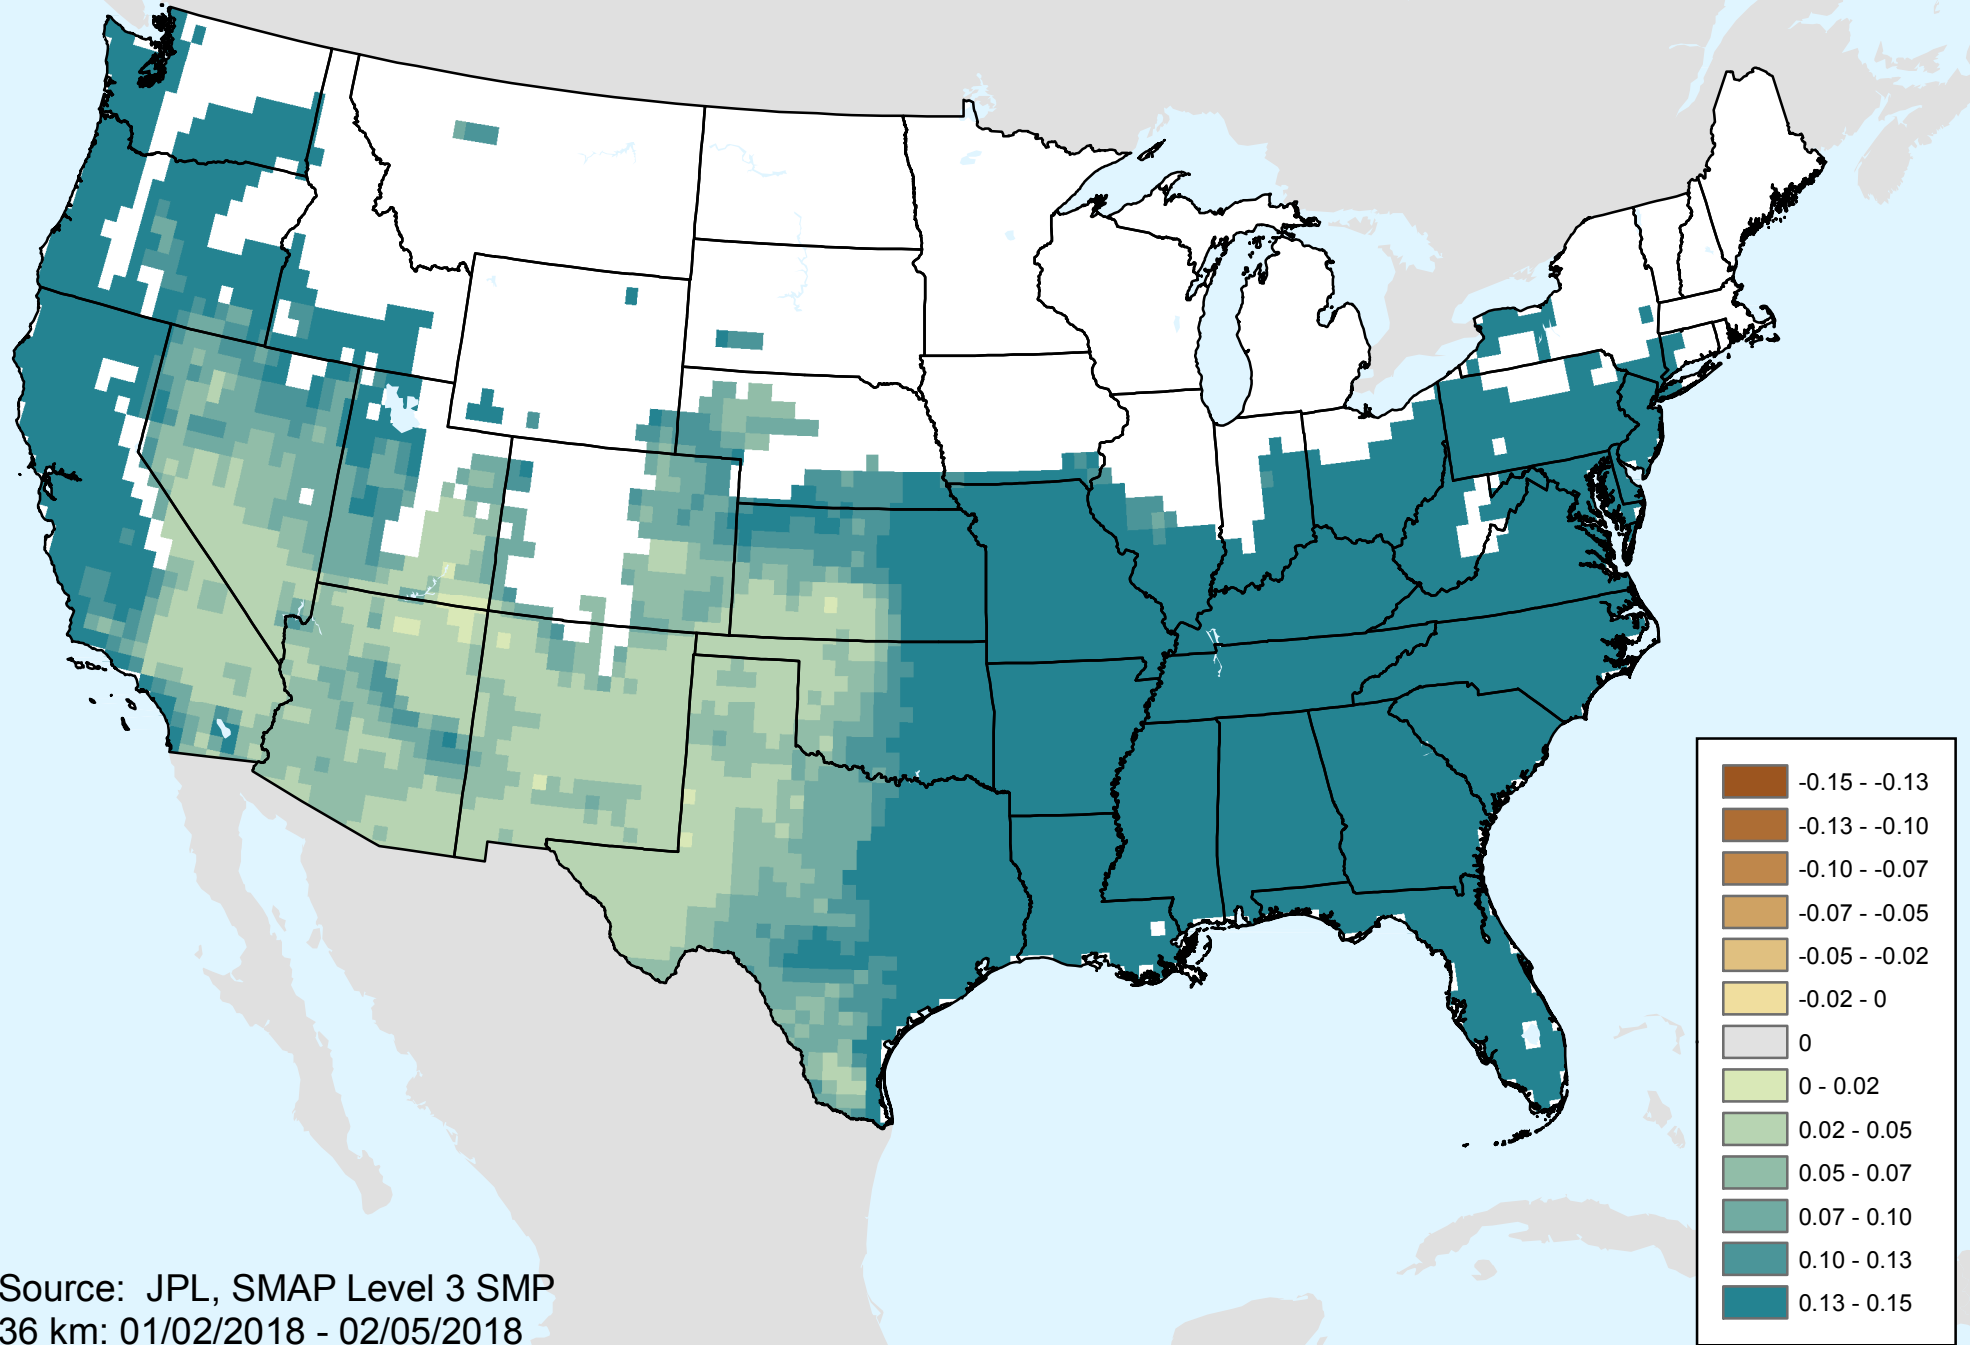 -0.15 - -0.13
-0.13 - -0.10
-0.10 - -0.07
-0.07 - -0.05
-0.05 - -0.02
-0.02 - 0
0
0 - 0.02
0.02 - 0.05
0.05 - 0.07
0.07 - 0.10
0.10 - 0.13
0.13 - 0.15
Source: JPL, SMAP Level 3 SMP
36 km: 01/02/2018 - 02/05/2018